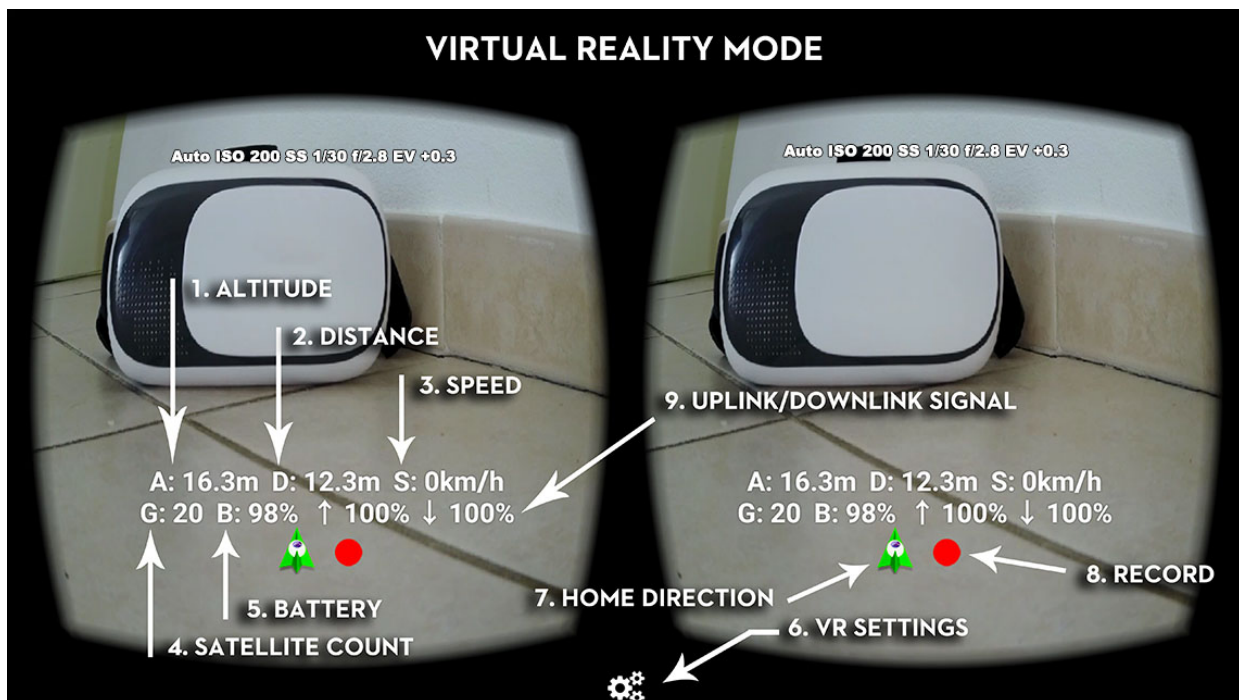 VIRTUAL REALITY MODE
Auto ISO 200 SS 1/30 f/2.8 EV +0.3
Auto ISO 200 SS 1/30 f/2.8 EV +0.3
1. ALTITUDE
2. DISTANCE
3. SPEED
9. UPLINK/DOWNLINK SIGNAL
A: 16.3m D: 12.3m S: 0km/h
G: 20 B: 98% ↑ 100% ↓ 100%
A: 16.3m D: 12.3m S: 0km/h
G: 20 B: 98% ↑ 100% ↓ 100%
8. RECORD
7. HOME DIRECTION
5. BATTERY
6. VR SETTINGS
4. SATELLITE COUNT